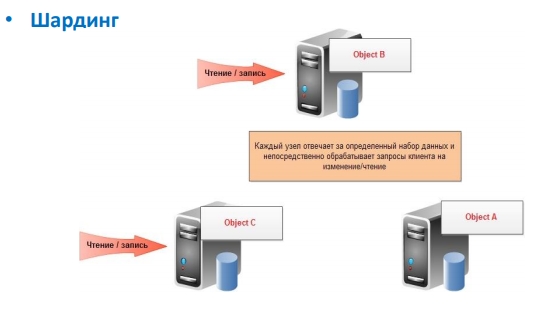 • Шардинг
Object B
Чтение / запись
Каждый узел отвечает за определенный набор данных и
непосредственно обрабатывает запросы клиента на
изменение/чтение
Object C
Object A
Чтение / запись